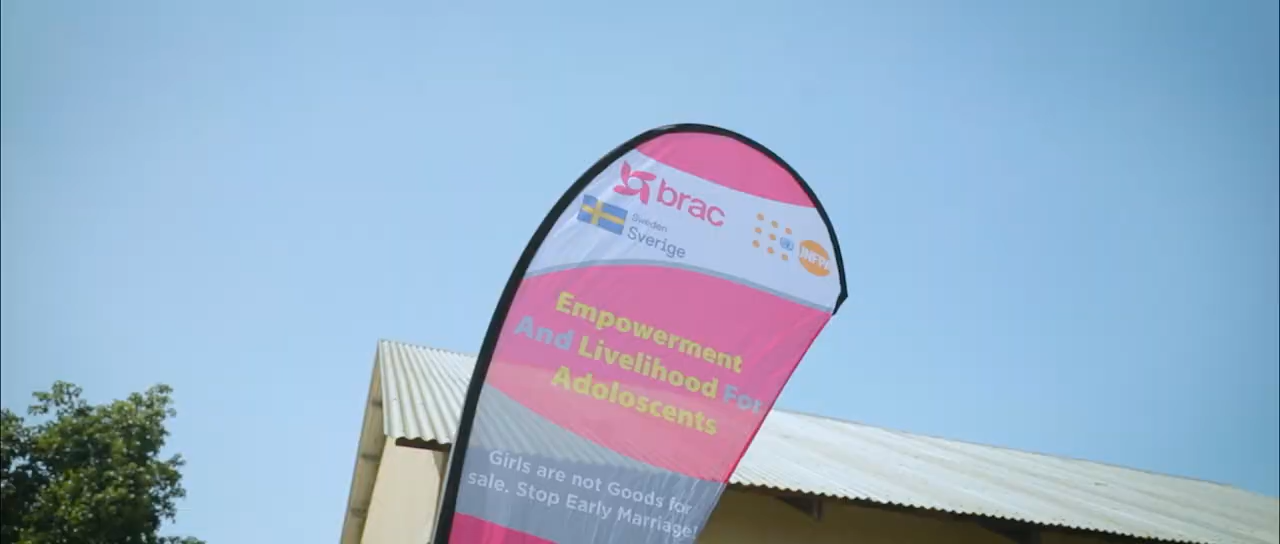 brac
Sweden
Sverige
UNFPA
Empowerment
And Livelihood For
Adoloscents
Girls are not Goods for
sale. Stop Early Marriage!